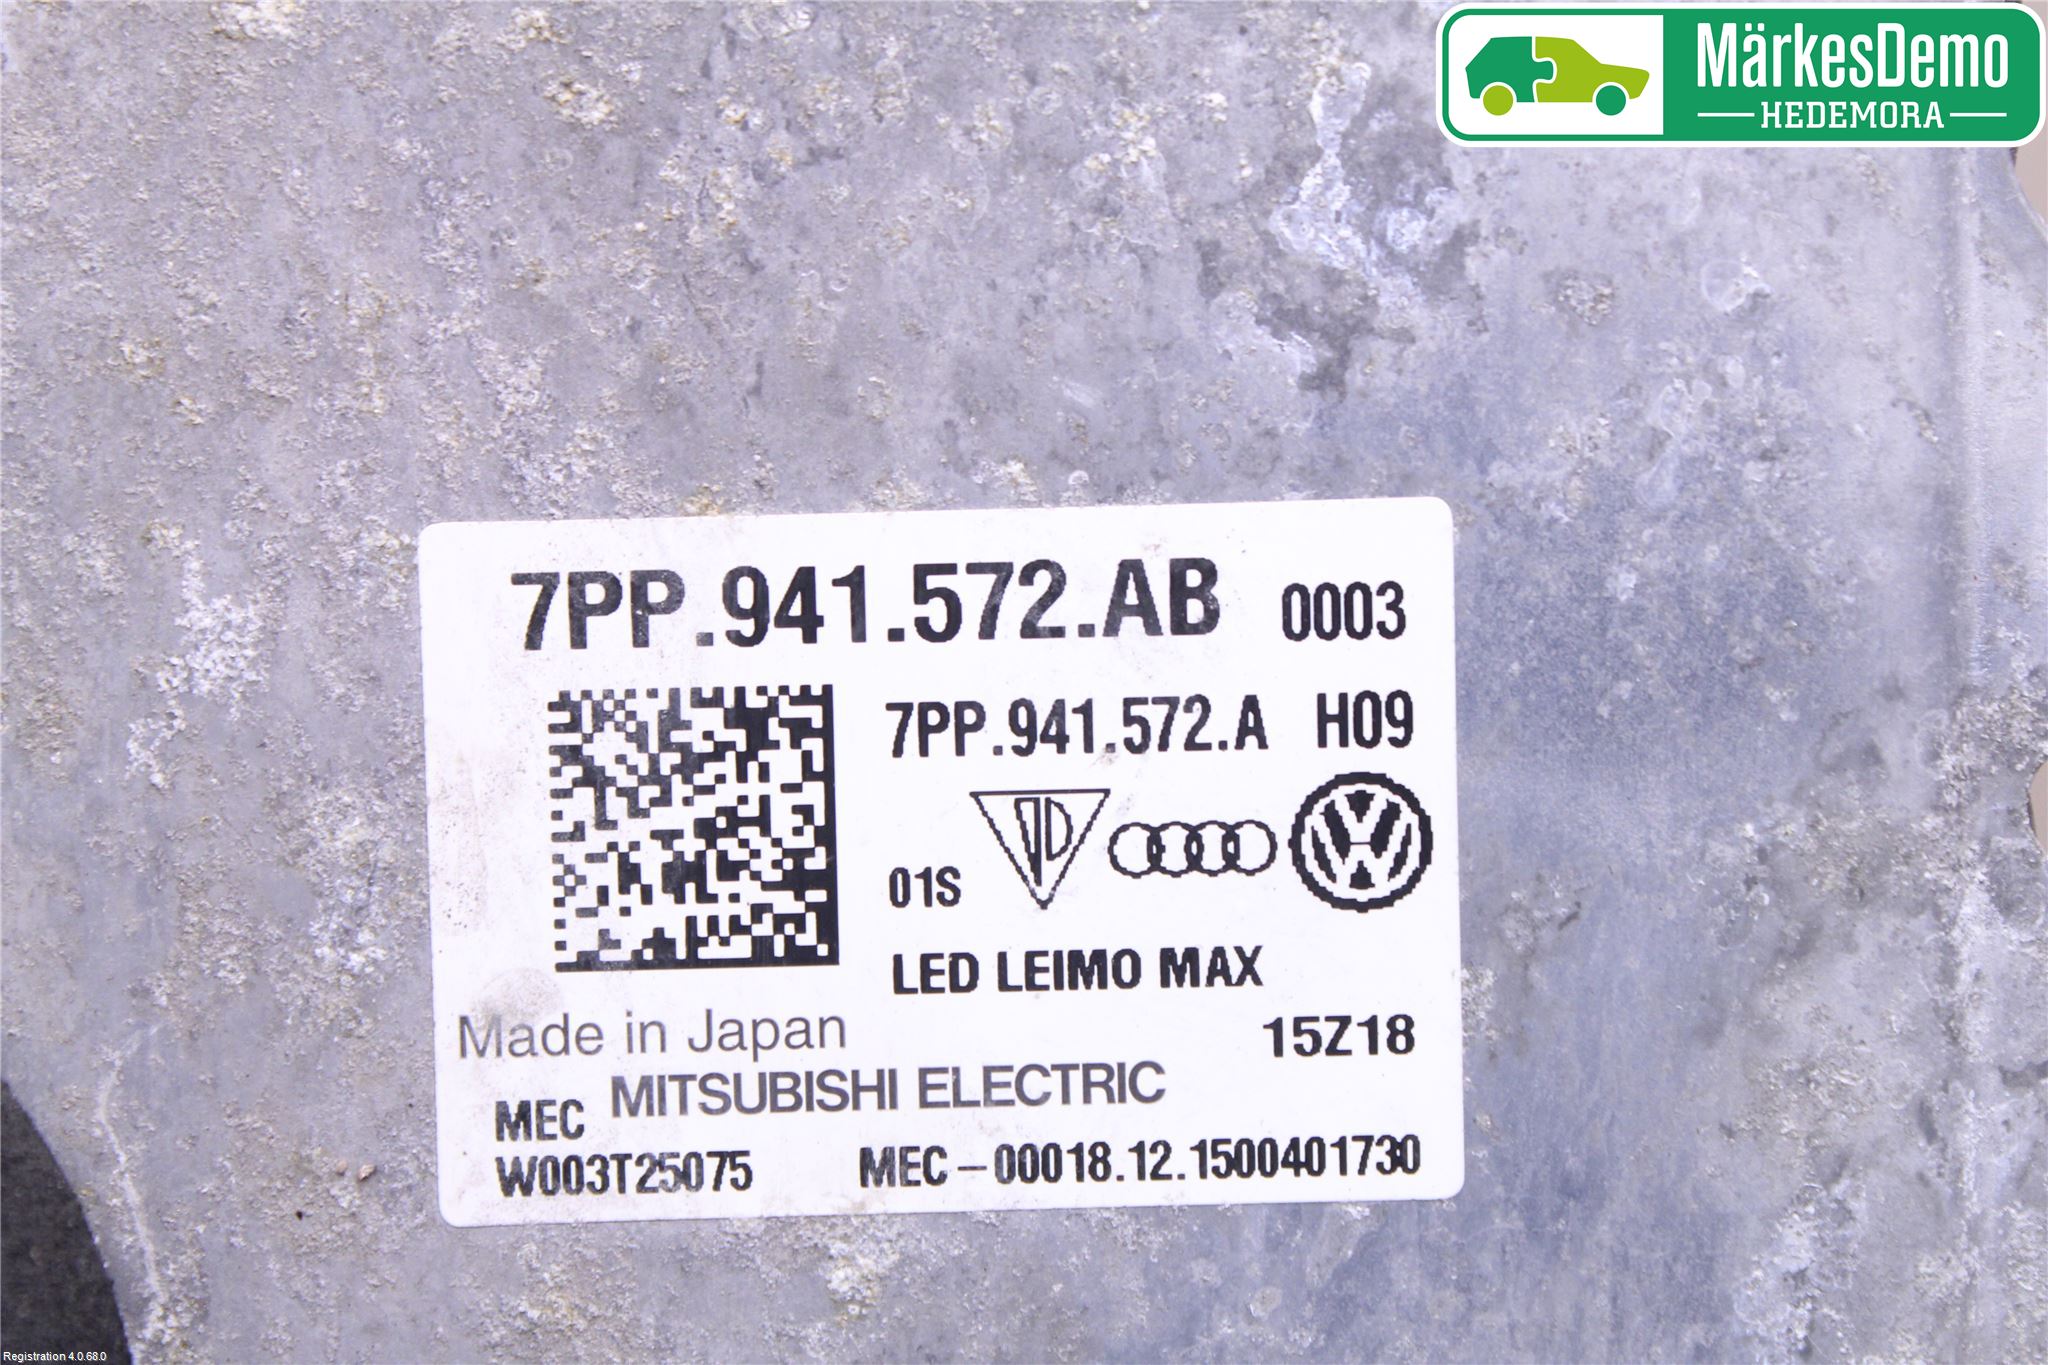 MärkesDemo
HEDEMORA
7PP.941.572.AB 0003
7PP.941.572.A H09
01S
LED LEIMO MAX
Made in Japan 15Z18
MEC MITSUBISHI ELECTRIC
W003T25075 MEC-00018.12.1500401730
Registration 4.0.68.0